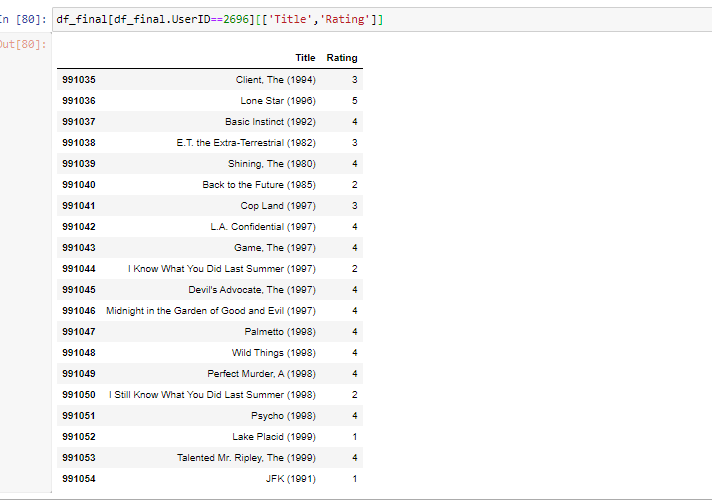 In [80]: df_final[df_final.UserID==2696][['Title','Rating']]
Out[80]:
Title Rating
991035 Client, The (1994) 3
991036 Lone Star (1996) 5
991037 Basic Instinct (1992) 4
991038 E.T. the Extra-Terrestrial (1982) 3
991039 Shining, The (1980) 4
991040 Back to the Future (1985) 2
991041 Cop Land (1997) 3
991042 L.A. Confidential (1997) 4
991043 Game, The (1997) 4
991044 I Know What You Did Last Summer (1997) 2
991045 Devil's Advocate, The (1997) 4
991046 Midnight in the Garden of Good and Evil (1997) 4
991047 Palmetto (1998) 4
991048 Wild Things (1998) 4
991049 Perfect Murder, A (1998) 4
991050 I Still Know What You Did Last Summer (1998) 2
991051 Psycho (1998) 4
991052 Lake Placid (1999) 1
991053 Talented Mr. Ripley, The (1999) 4
991054 JFK (1991) 1